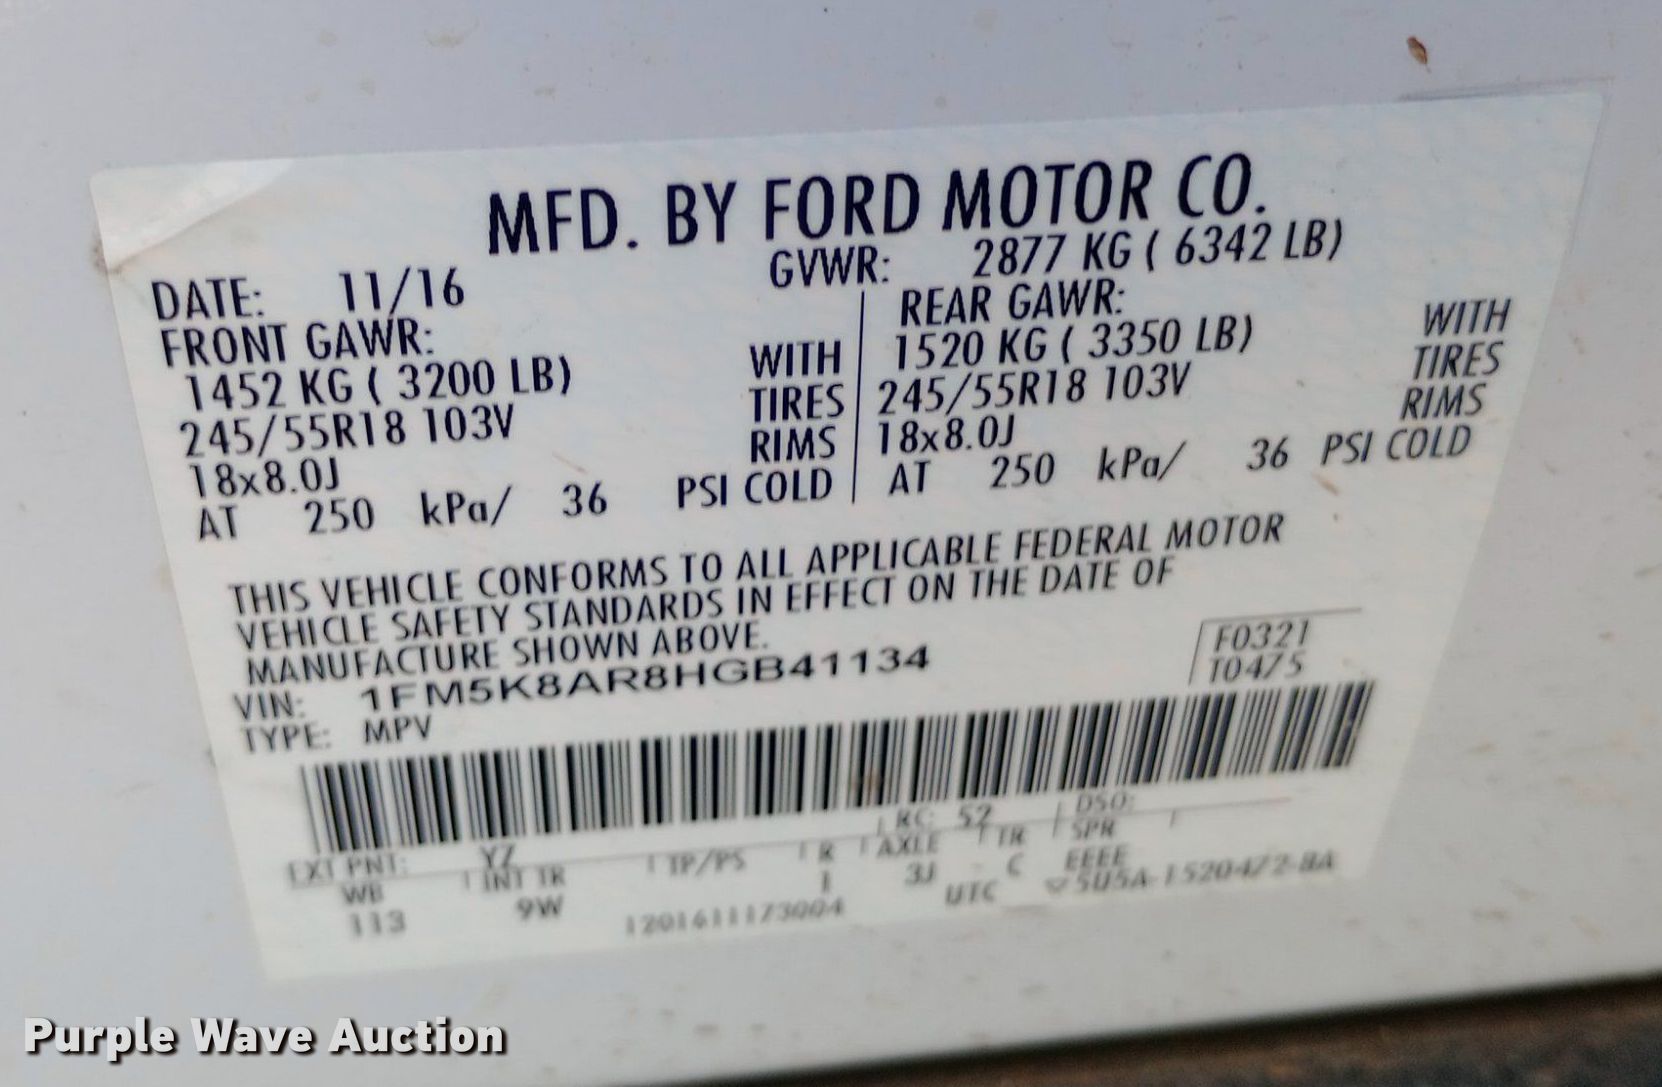 MFD. BY FORD MOTOR CO.
DATE: 11/16 GVWR: 2877 KG ( 6342 LB)
FRONT GAWR: REAR GAWR:
1452 KG ( 3200 LB) WITH 1520 KG ( 3350 LB) WITH
245/55R18 103V TIRES 245/55R18 103V TIRES
18x8.0J RIMS 18x8.0J RIMS
AT 250 kPa/ 36 PSI COLD AT 250 kPa/ 36 PSI COLD
THIS VEHICLE CONFORMS TO ALL APPLICABLE FEDERAL MOTOR
VEHICLE SAFETY STANDARDS IN EFFECT ON THE DATE OF
MANUFACTURE SHOWN ABOVE.
VIN: 1FM5K8AR8HGB41134
TYPE: MPV
F0321
T0475
EXT PNT: YZ RC: 52 DSO:
WB INT TR TP/PS R AXLE TR SPR
113 9W 1 3J C EEEE
1201611173004 UTC
Purple Wave Auction